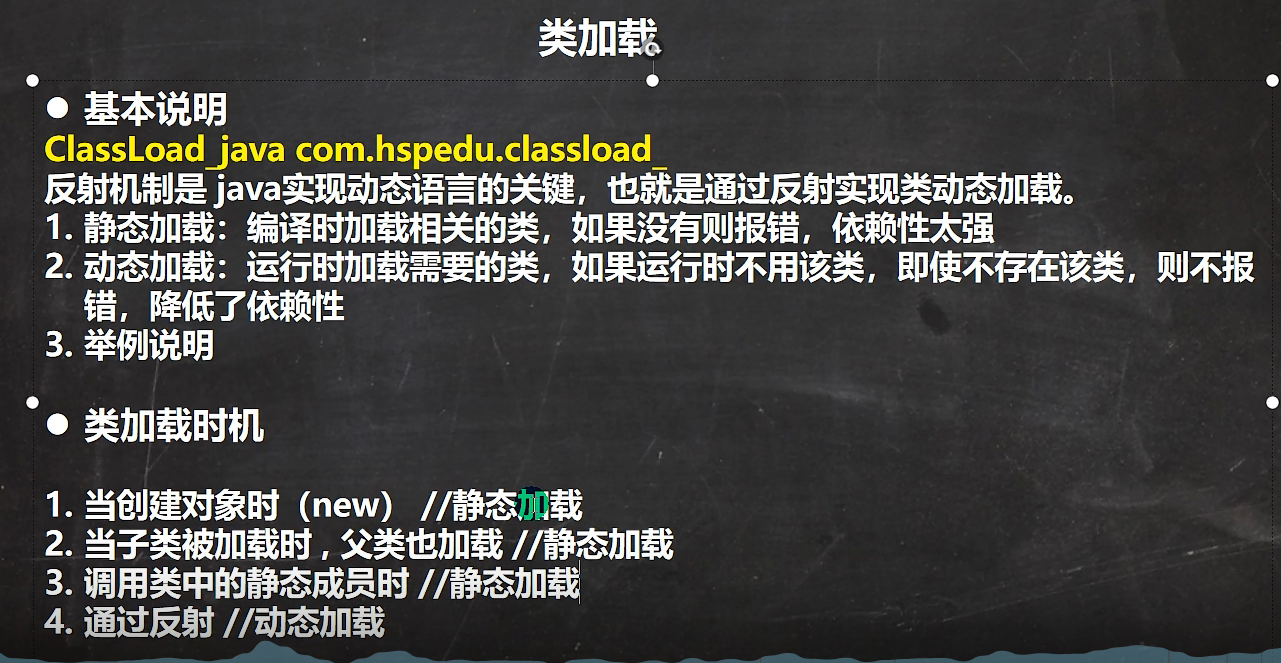 类加载
● 基本说明
ClassLoad_java com.hspedu.classload_
反射机制是 java实现动态语言的关键，也就是通过反射实现类动态加载。
1. 静态加载：编译时加载相关的类，如果没有则报错，依赖性太强
2. 动态加载：运行时加载需要的类，如果运行时不用该类，即使不存在该类，则不报
错，降低了依赖性
3. 举例说明
● 类加载时机
1. 当创建对象时（new） //静态加载
2. 当子类被加载时 , 父类也加载 //静态加载
3. 调用类中的静态成员时 //静态加载
4. 通过反射 //动态加载